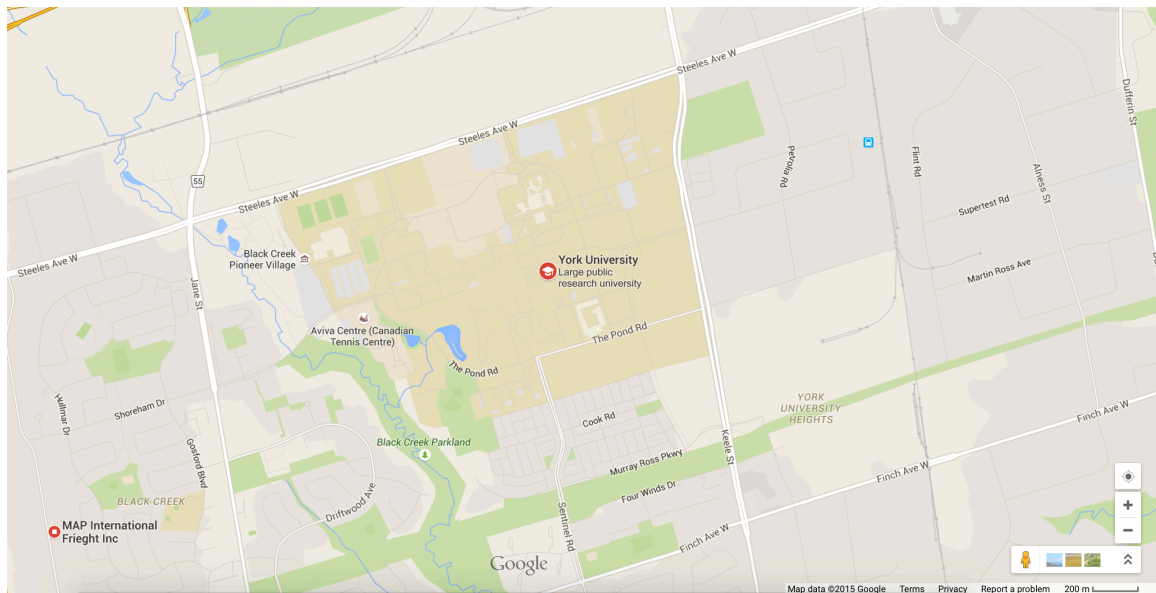 Steeles Ave W
Dufferin St
Steeles Ave W
Petrolia Rd
Flint Rd
Alness St
55
Steeles Ave W
Supertest Rd
Black Creek
Pioneer Village
York University
Large public
research university
Steeles Ave W
Martin Ross Ave
Jane St
Aviva Centre (Canadian
Tennis Centre)
The Pond Rd
The Pond Rd
Hullmar Dr
Shoreham Dr
Cook Rd
YORK
UNIVERSITY
HEIGHTS
Finch Ave W
Gosford Blvd
Black Creek Parkland
Keele St
Murray Ross Pkwy
Finch Ave W
BLACK CREEK
Driftwood Ave
Four Winds Dr
MAP International
Frieght Inc
Sentinel Rd
Finch Ave W
Google
Map data ©2015 Google Terms Privacy Report a problem 200 m